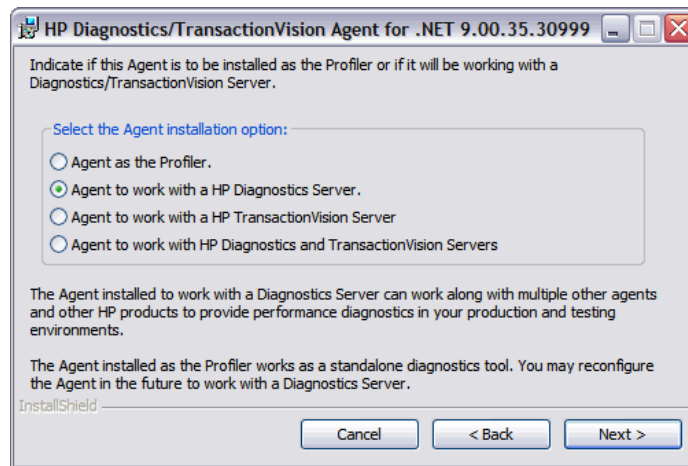 HP Diagnostics/TransactionVision Agent for .NET 9.00.35.30999
Indicate if this Agent is to be installed as the Profiler or if it will be working with a
Diagnostics/TransactionVision Server.
Select the Agent installation option:
Agent as the Profiler.
Agent to work with a HP Diagnostics Server.
Agent to work with a HP TransactionVision Server
Agent to work with HP Diagnostics and TransactionVision Servers
The Agent installed to work with a Diagnostics Server can work along with multiple other agents
and other HP products to provide performance diagnostics in your production and testing
environments.
The Agent installed as the Profiler works as a standalone diagnostics tool. You may reconfigure
the Agent in the future to work with a Diagnostics Server.
InstallShield
Cancel < Back Next >